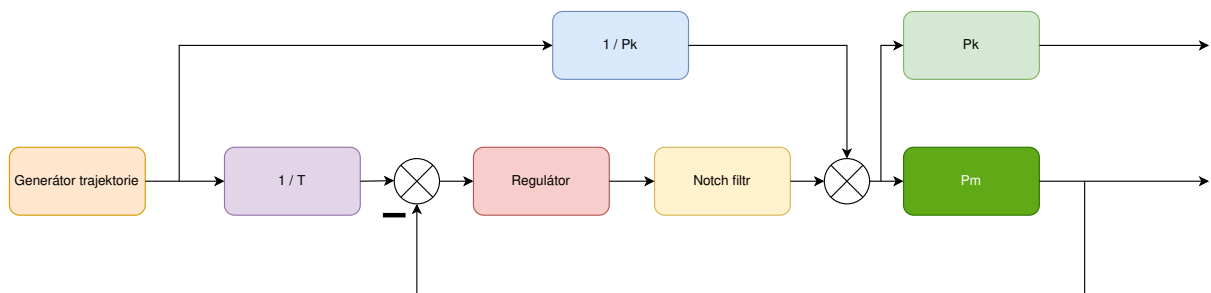 1 / Pk
Pk
Generátor trajektorie
1 / T
Regulátor
Notch filtr
Pm